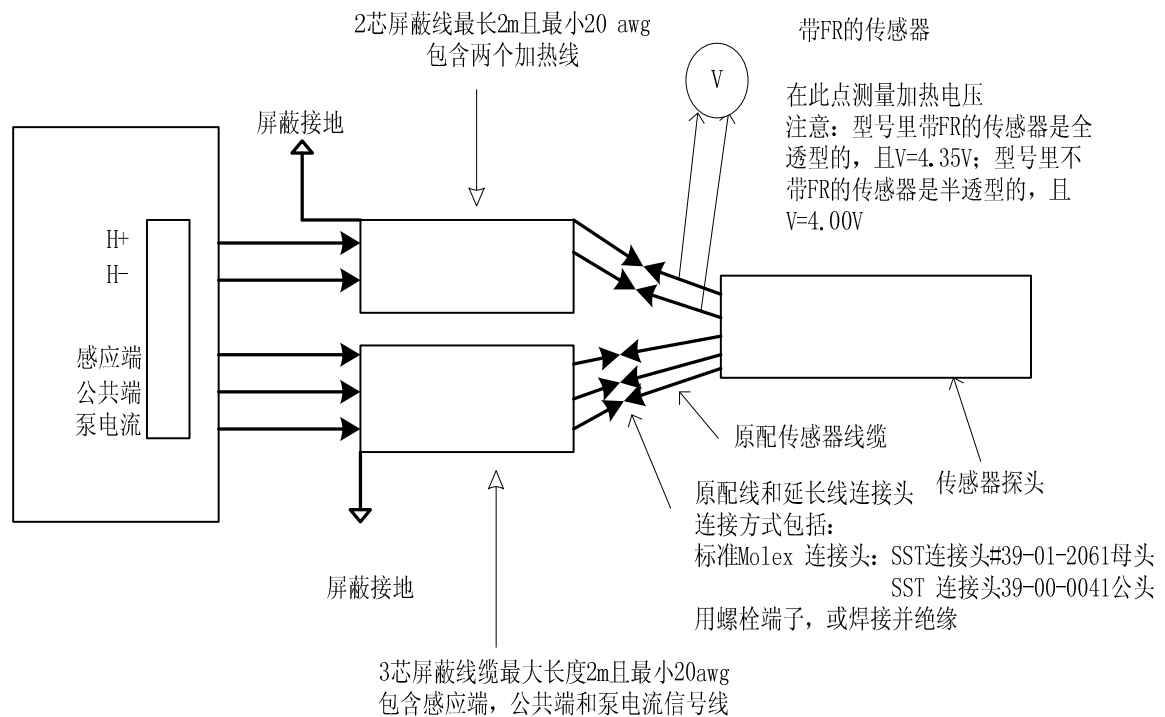 2芯屏蔽线最长2m且最小20 awg
包含两个加热线
带FR的传感器
V
在此点测量加热电压
注意：型号里带FR的传感器是全
透型的，且V=4.35V；型号里不
带FR的传感器是半透型的，且
V=4.00V
屏蔽接地
H+
H-
感应端
公共端
泵电流
原配传感器线缆
传感器探头
原配线和延长线连接头
连接方式包括：
标准Molex 连接头：SST连接头#39-01-2061母头
SST 连接头39-00-0041公头
用螺栓端子，或焊接并绝缘
屏蔽接地
3芯屏蔽线缆最大长度2m且最小20awg
包含感应端，公共端和泵电流信号线